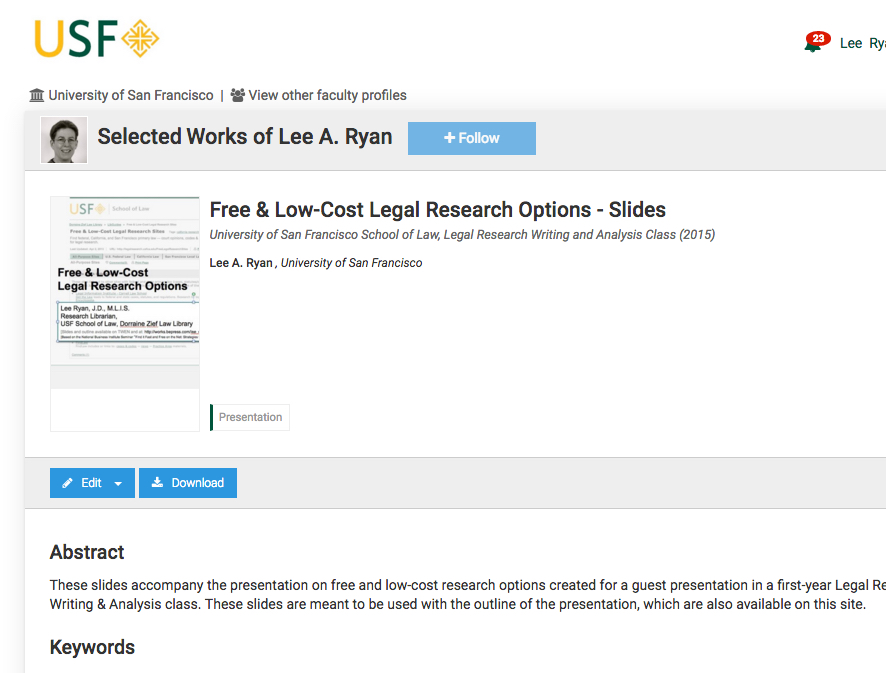 USF
23
Lee Rya
University of San Francisco | View other faculty profiles
Selected Works of Lee A. Ryan
+ Follow
USF School of Law
Free & Low-Cost Legal Research Sites
Free & Low-Cost
Legal Research Options
Lee Ryan, J.D., M.L.I.S.
Research Librarian,
USF School of Law, Dorraine Zief Law Library
Free & Low-Cost Legal Research Options - Slides
University of San Francisco School of Law, Legal Research Writing and Analysis Class (2015)
Lee A. Ryan , University of San Francisco
Presentation
Edit
Download
Abstract
These slides accompany the presentation on free and low-cost research options created for a guest presentation in a first-year Legal Re
Writing & Analysis class. These slides are meant to be used with the outline of the presentation, which are also available on this site.
Keywords